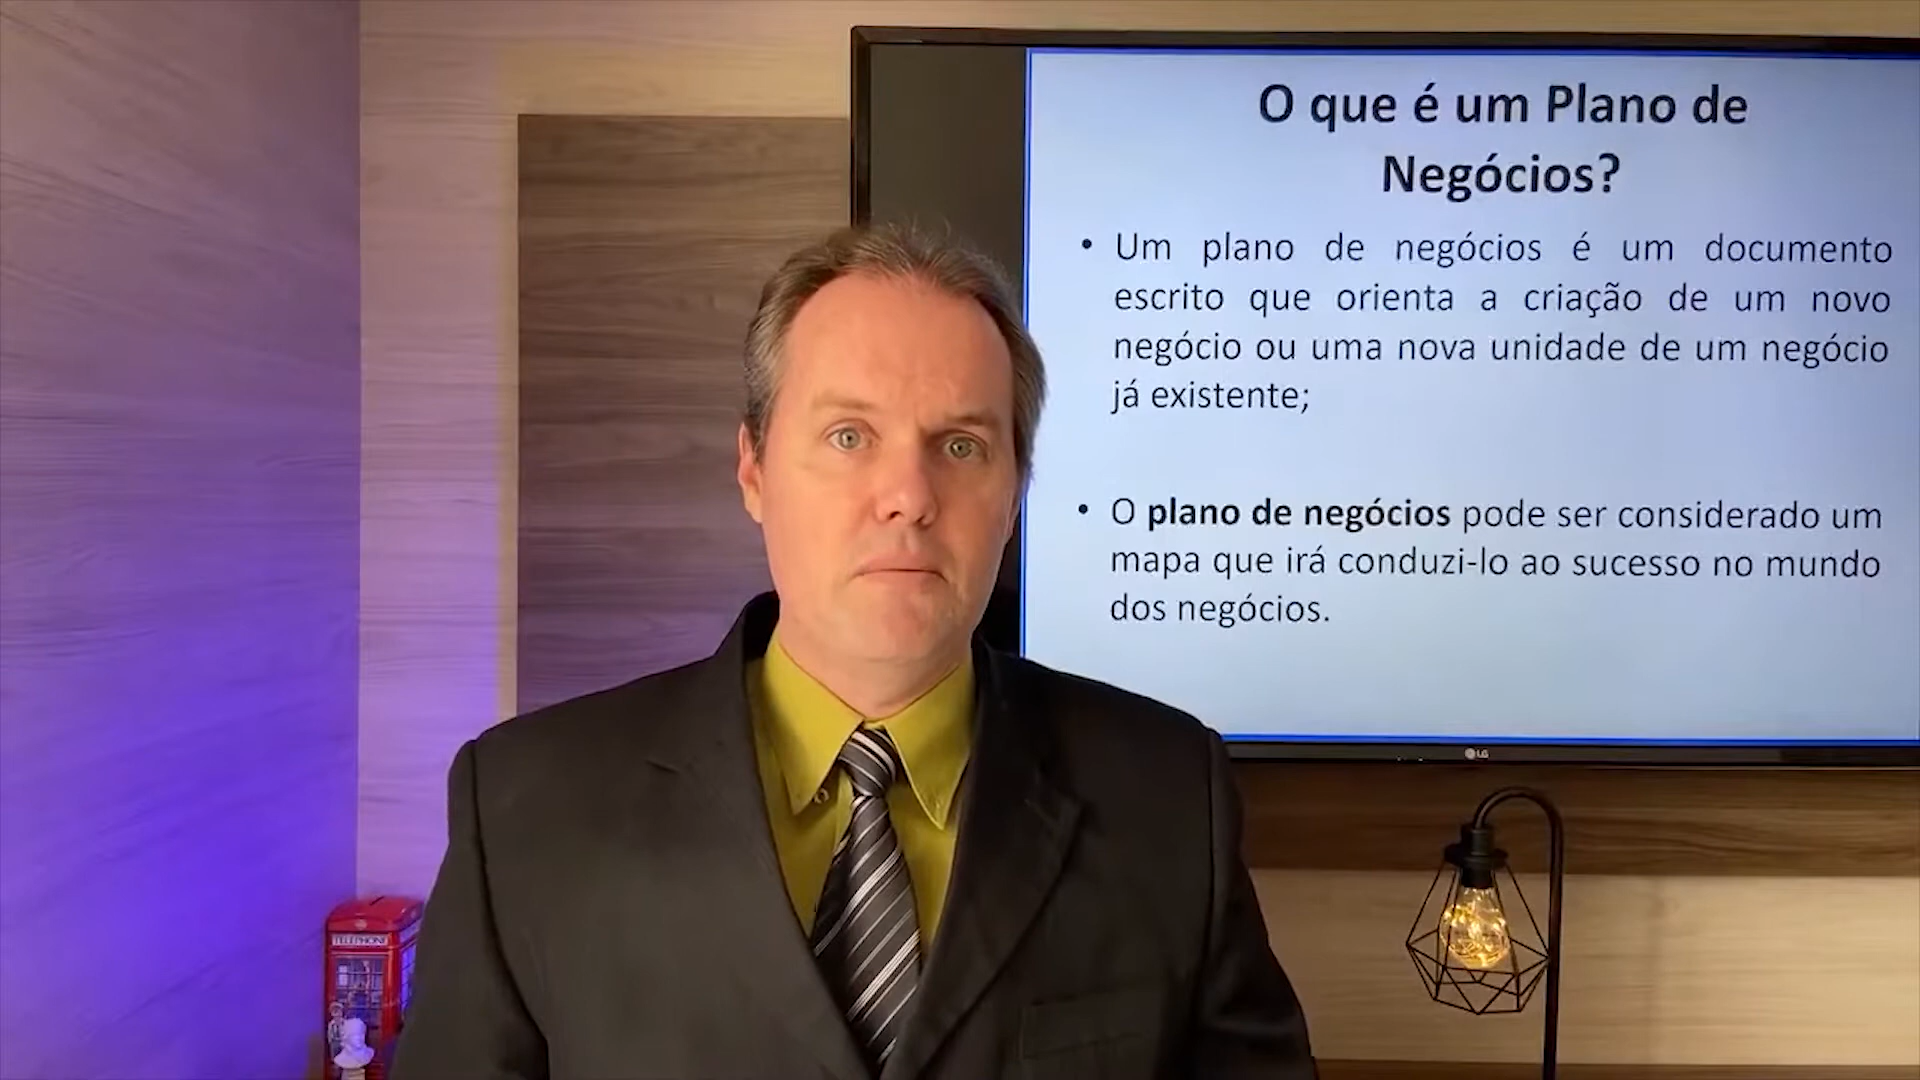 O que é um Plano de
Negócios?
• Um plano de negócios é um documento
escrito que orienta a criação de um novo
negócio ou uma nova unidade de um negócio
já existente;
• O plano de negócios pode ser considerado um
mapa que irá conduzi-lo ao sucesso no mundo
dos negócios.
LG
TELEPHONE